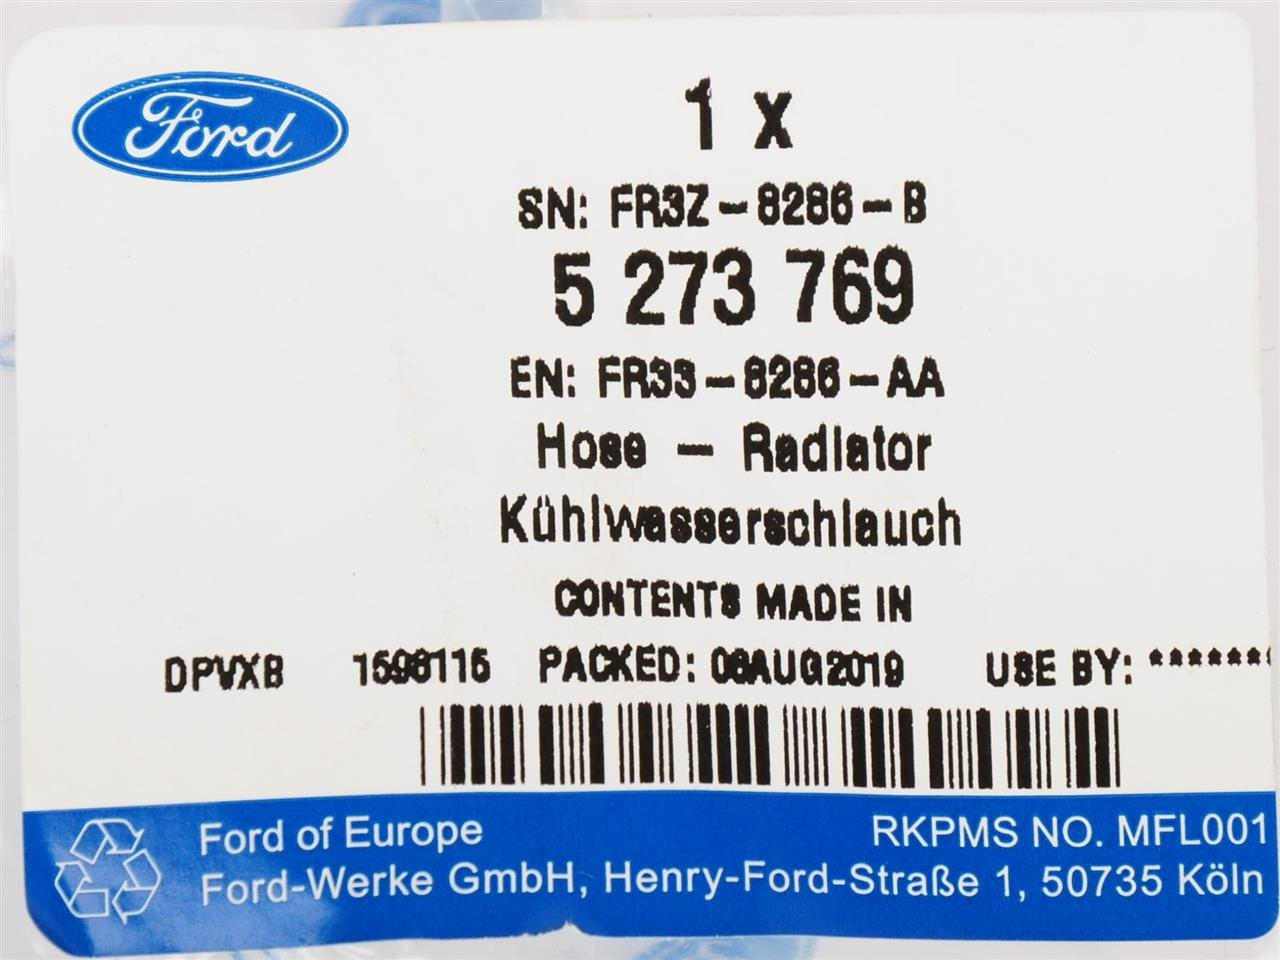 Ford
1 x
SN: FR3Z-8286-B
5 273 769
EN: FR33-8286-AA
Hose - Radiator
Kühlwasserschlauch
CONTENTS MADE IN
DPVXB 1596115 PACKED: 06AUG2019 USE BY: *******
Ford of Europe RKPMS NO. MFL001
Ford-Werke GmbH, Henry-Ford-Straße 1, 50735 Köln